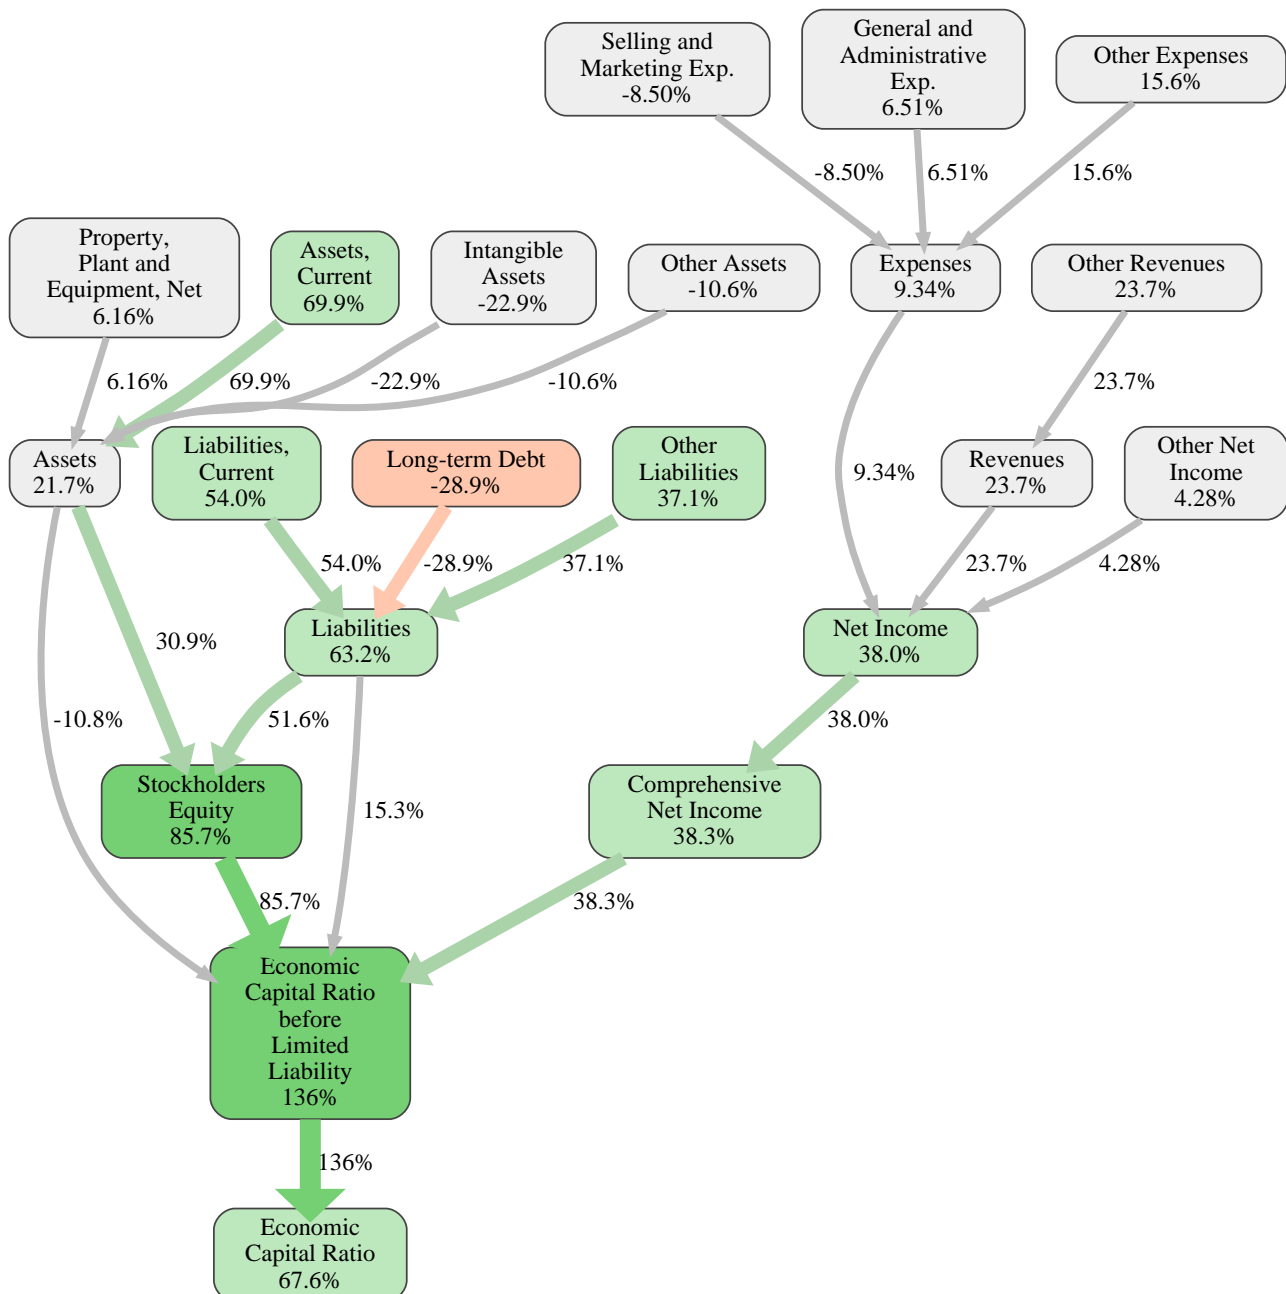 Selling and
Marketing Exp.
-8.50%
General and
Administrative
Exp.
6.51%
Other Expenses
15.6%
-8.50%
6.51%
15.6%
Property,
Plant and
Equipment, Net
6.16%
Assets,
Current
69.9%
Intangible
Assets
-22.9%
Other Assets
-10.6%
Expenses
9.34%
Other Revenues
23.7%
6.16%
69.9%
-22.9%
-10.6%
23.7%
Assets
21.7%
Liabilities,
Current
54.0%
Long-term Debt
-28.9%
Other
Liabilities
37.1%
9.34%
Revenues
23.7%
Other Net
Income
4.28%
54.0%
-28.9%
37.1%
23.7%
4.28%
Liabilities
63.2%
Net Income
38.0%
30.9%
-10.8%
51.6%
38.0%
Stockholders
Equity
85.7%
15.3%
Comprehensive
Net Income
38.3%
85.7%
38.3%
Economic
Capital Ratio
before
Limited
Liability
136%
136%
Economic
Capital Ratio
67.6%